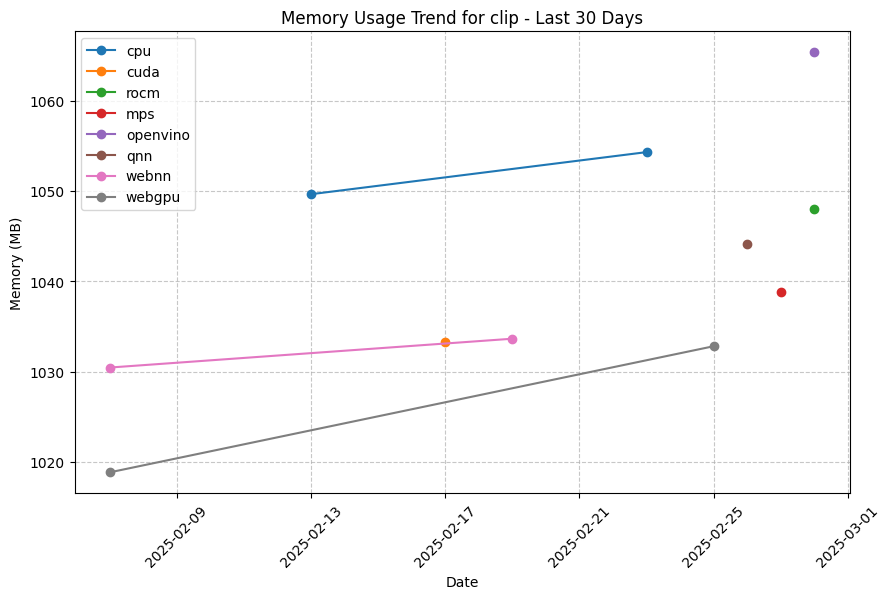 Memory Usage Trend for clip - Last 30 Days
cpu
cuda
rocm
mps
openvino
qnn
webnn
webgpu
Memory (MB)
1060
1050
1040
1030
1020
2025-02-09
2025-02-13
2025-02-17
2025-02-21
2025-02-25
2025-03-01
Date